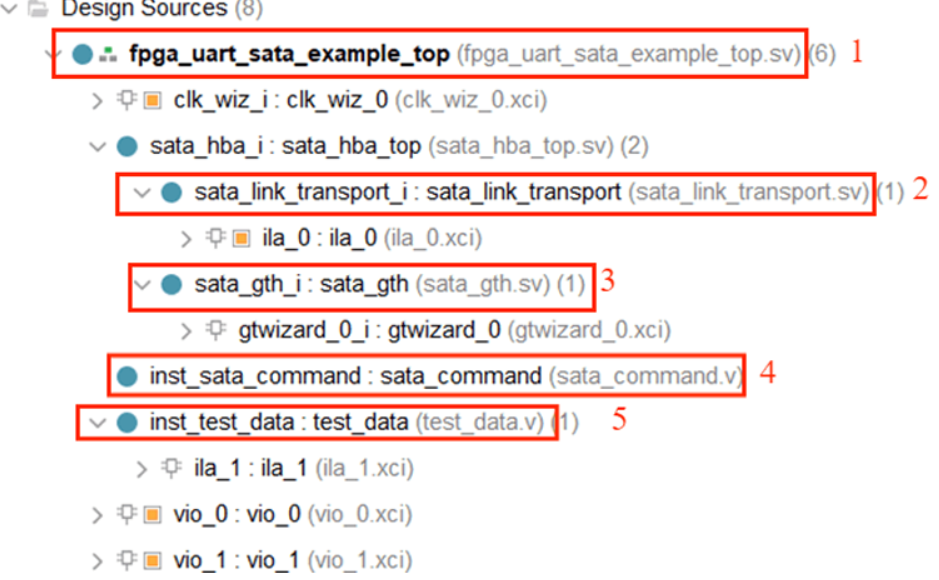 Design Sources (8)
fpga_uart_sata_example_top (fpga_uart_sata_example_top.sv) (6) 1
clk_wiz_i : clk_wiz_0 (clk_wiz_0.xci)
sata_hba_i : sata_hba_top (sata_hba_top.sv) (2)
sata_link_transport_i : sata_link_transport (sata_link_transport.sv) (1) 2
ila_0 : ila_0 (ila_0.xci)
sata_gth_i : sata_gth (sata_gth.sv) (1) 3
gtwizard_0_i : gtwizard_0 (gtwizard_0.xci)
inst_sata_command : sata_command (sata_command.v) 4
inst_test_data : test_data (test_data.v) (1) 5
ila_1 : ila_1 (ila_1.xci)
vio_0 : vio_0 (vio_0.xci)
vio_1 : vio_1 (vio_1.xci)